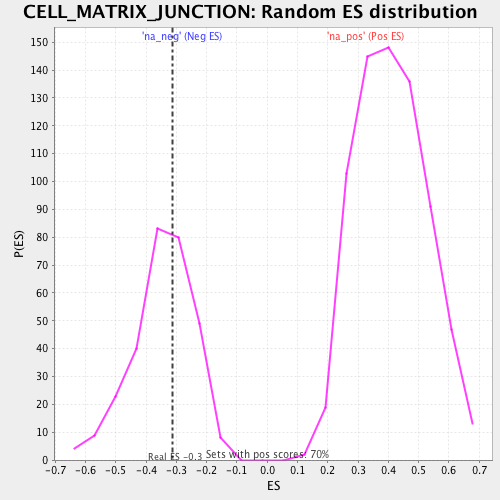 CELL_MATRIX_JUNCTION: Random ES distribution
'na_neg' (Neg ES)
'na_pos' (Pos ES)
150
140
130
120
110
100
90
80
70
60
50
40
30
20
10
0
P(ES)
Real ES -0.3
Sets with pos scores: 70%
-0.7 -0.6 -0.5 -0.4 -0.3 -0.2 -0.1 0.0 0.1 0.2 0.3 0.4 0.5 0.6 0.7
ES